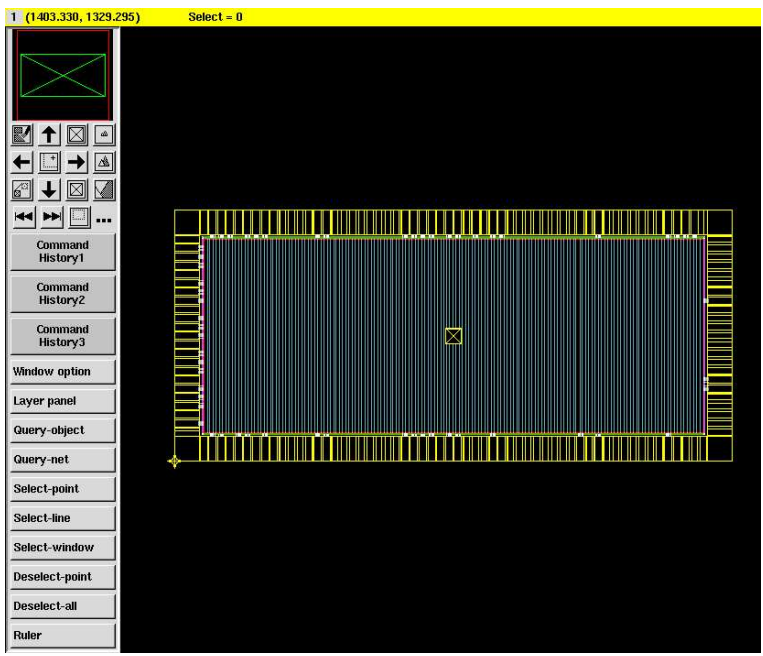 1 (1403.330, 1329.295) Select = 0
Command
History1
Command
History2
Command
History3
Window option
Layer panel
Query-object
Query-net
Select-point
Select-line
Select-window
Deselect-point
Deselect-all
Ruler